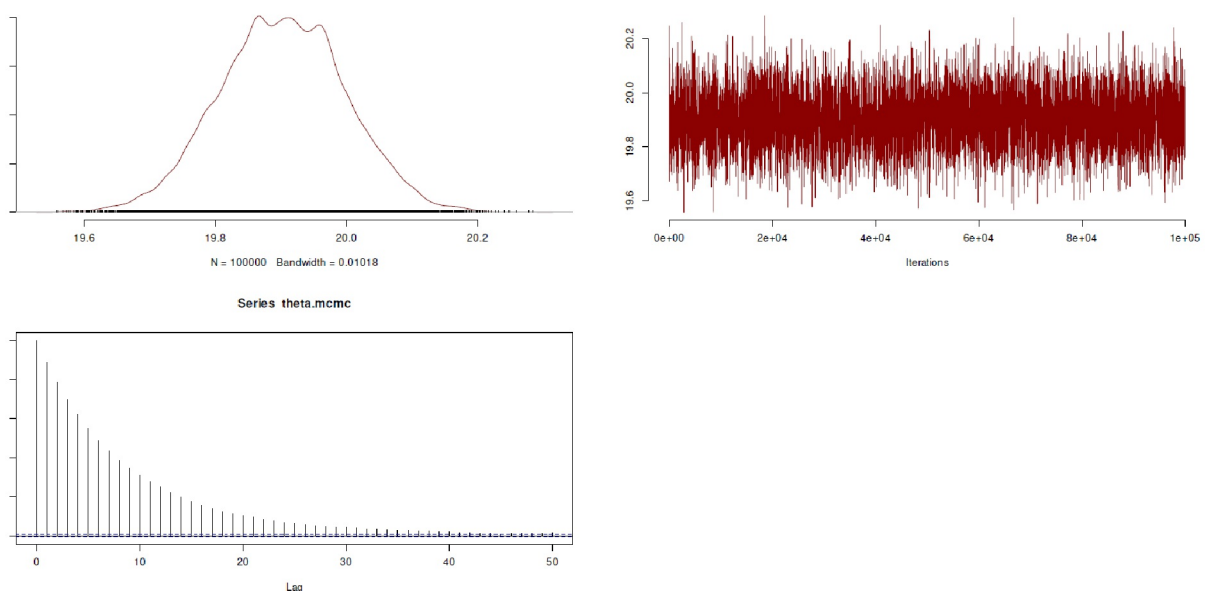 19.6 19.8 20.0 20.2
N = 100000 Bandwidth = 0.01018
20.2
20.0
19.8
19.6
0e+00 2e+04 4e+04 6e+04 8e+04 1e+05
Iterations
Series theta.mcmc
0 10 20 30 40 50
Lag